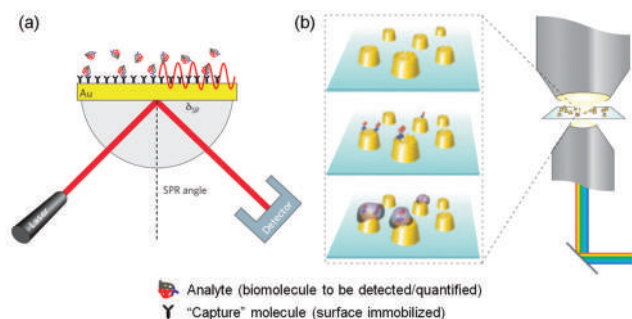 (a)
(b)
Au
δSP
SPR angle
Laser
Detector
Analyte (biomolecule to be detected/quantified)
“Capture” molecule (surface immobilized)